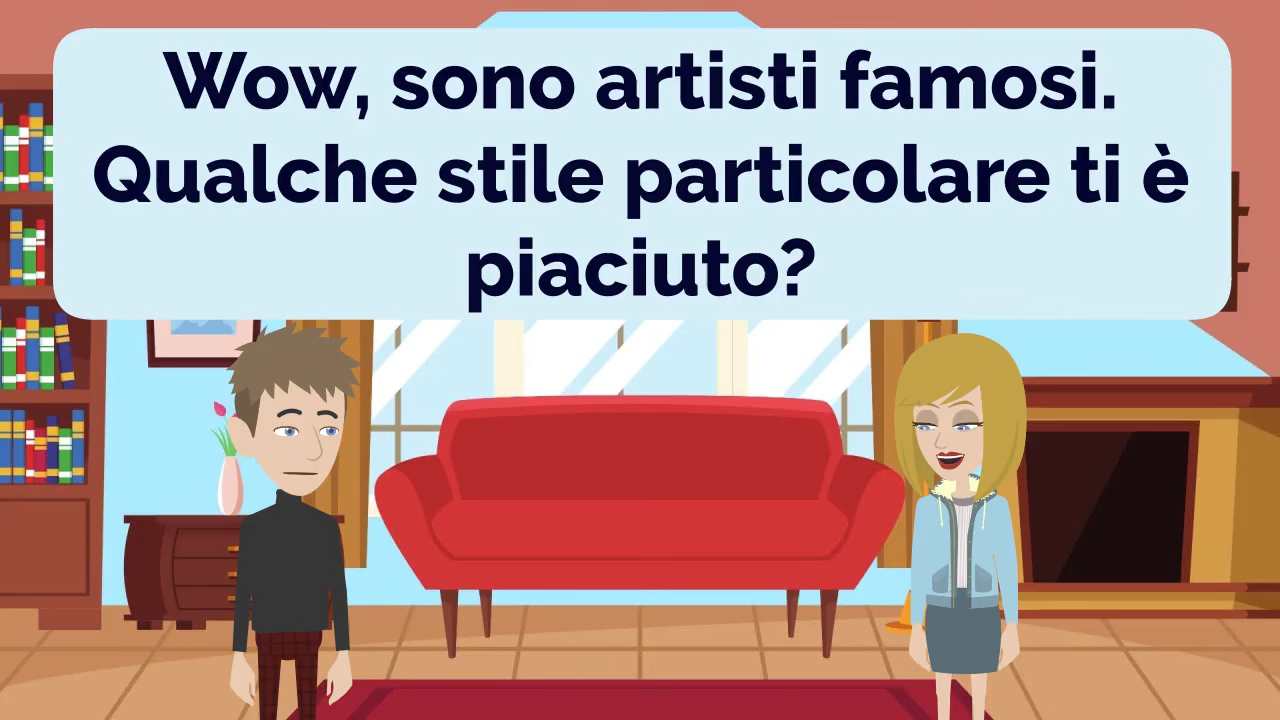 Wow, sono artisti famosi.
Qualche stile particolare ti è
piaciuto?